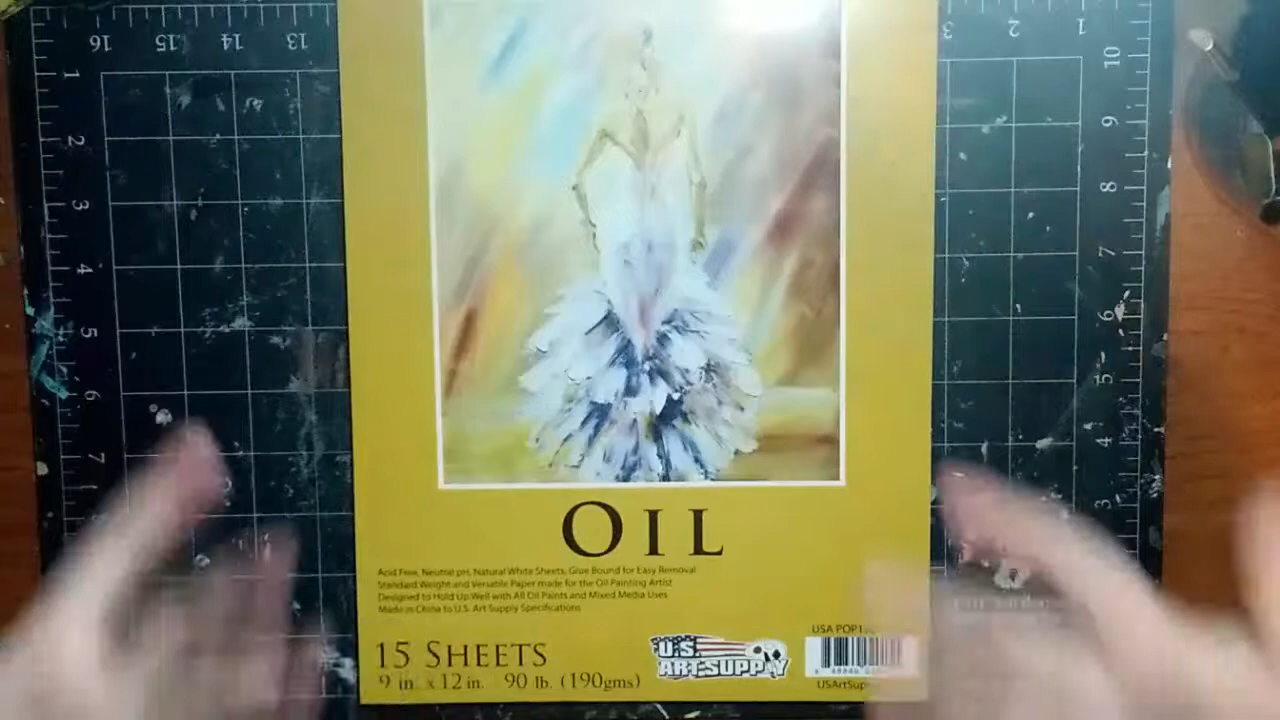 16 15 14 13
3 2 1
1
2
3
4
5
6
7
10
9
8
7
6
5
4
3
OIL
Acid Free, Neutral pH, Natural White Sheets, Glue Bound for Easy Removal
Standard Weight and Versatile Paper made for the Oil Painting Artist
Designed to Hold Up Well with All Oil Paints and Mixed Media Uses
Made in China to U.S. Art Supply Specifications
15 SHEETS
9 in. x 12 in. 90 lb. (190gms)
U.S.
ART SUPPLY
USA